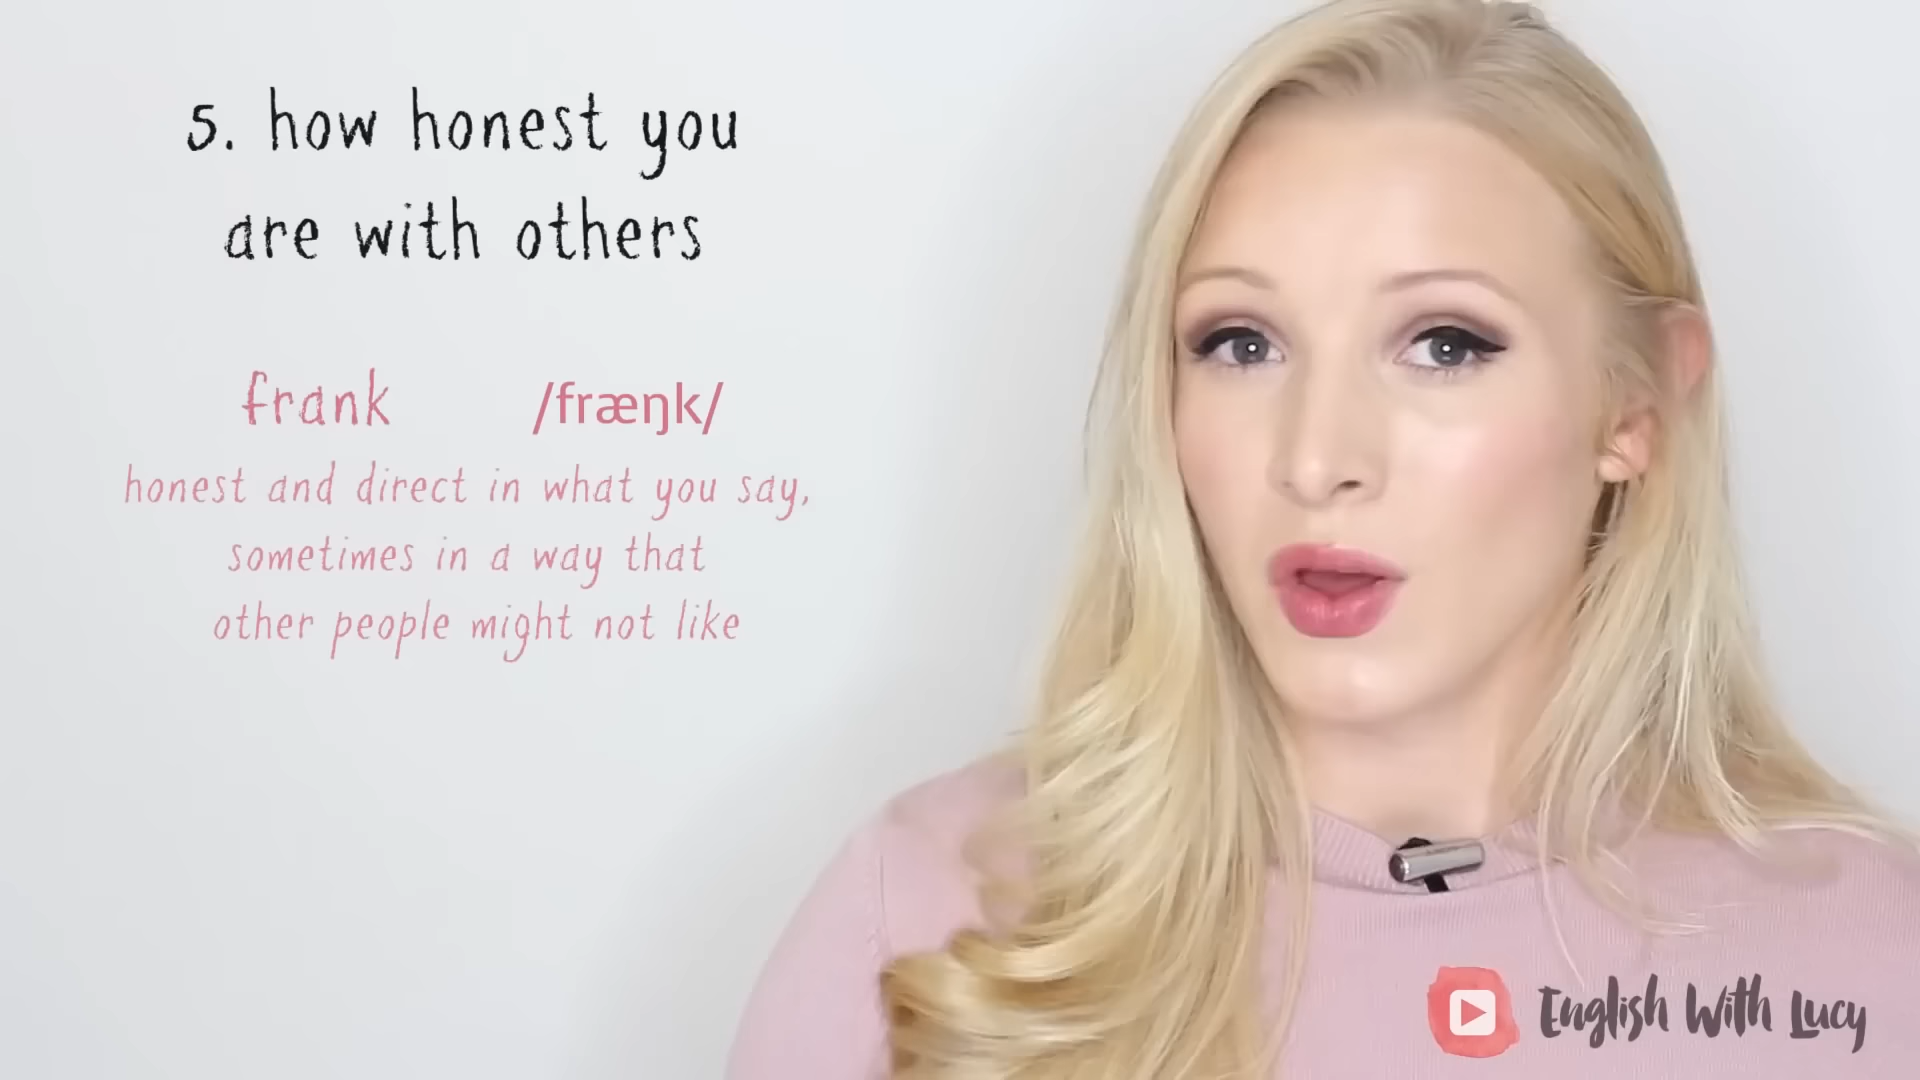 5. how honest you
are with others
frank /fræŋk/
honest and direct in what you say,
sometimes in a way that
other people might not like
English With Lucy